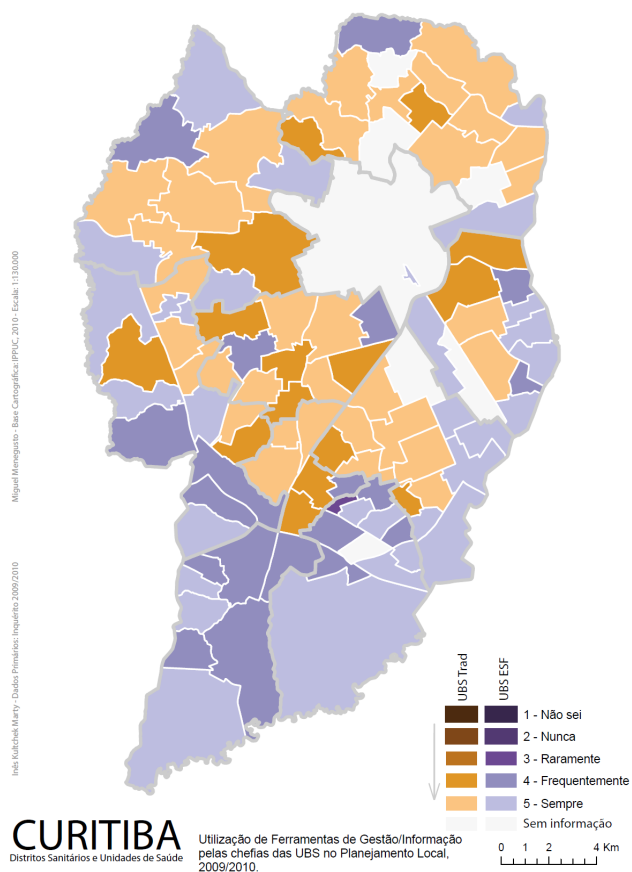 Miguel Menegusto - Base Cartográfica: IPPUC, 2010 - Escala: 1:130.000
Inês Kultchek Marty - Dados Primários: Inquérito 2009/2010
UBS Trad
UBS ESF
1 - Não sei
2 - Nunca
3 - Raramente
4 - Frequentemente
5 - Sempre
Sem informação
0 1 2 4 Km
CURITIBA
Distritos Sanitários e Unidades de Saúde
Utilização de Ferramentas de Gestão/Informação
pelas chefias das UBS no Planejamento Local,
2009/2010.